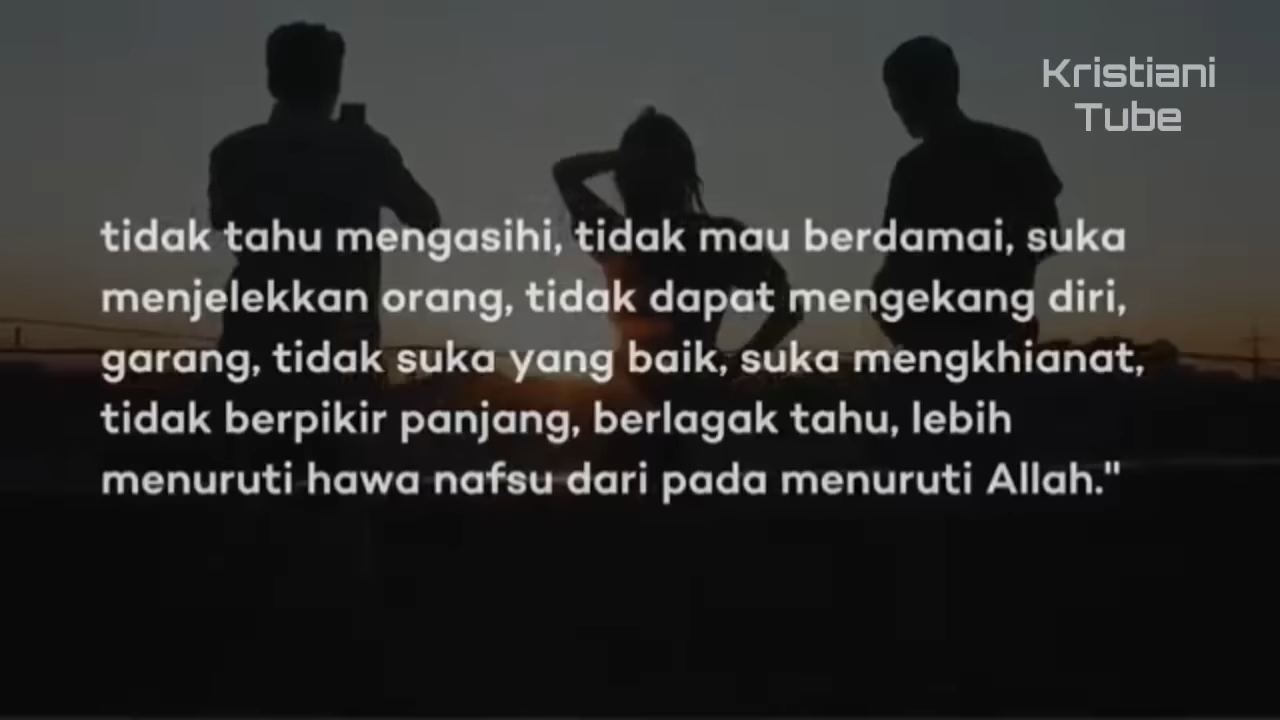 Kristiani
Tube
tidak tahu mengasihi, tidak mau berdamai, suka
menjelekkan orang, tidak dapat mengekang diri,
garang, tidak suka yang baik, suka mengkhianat,
tidak berpikir panjang, berlagak tahu, lebih
menuruti hawa nafsu dari pada menuruti Allah."